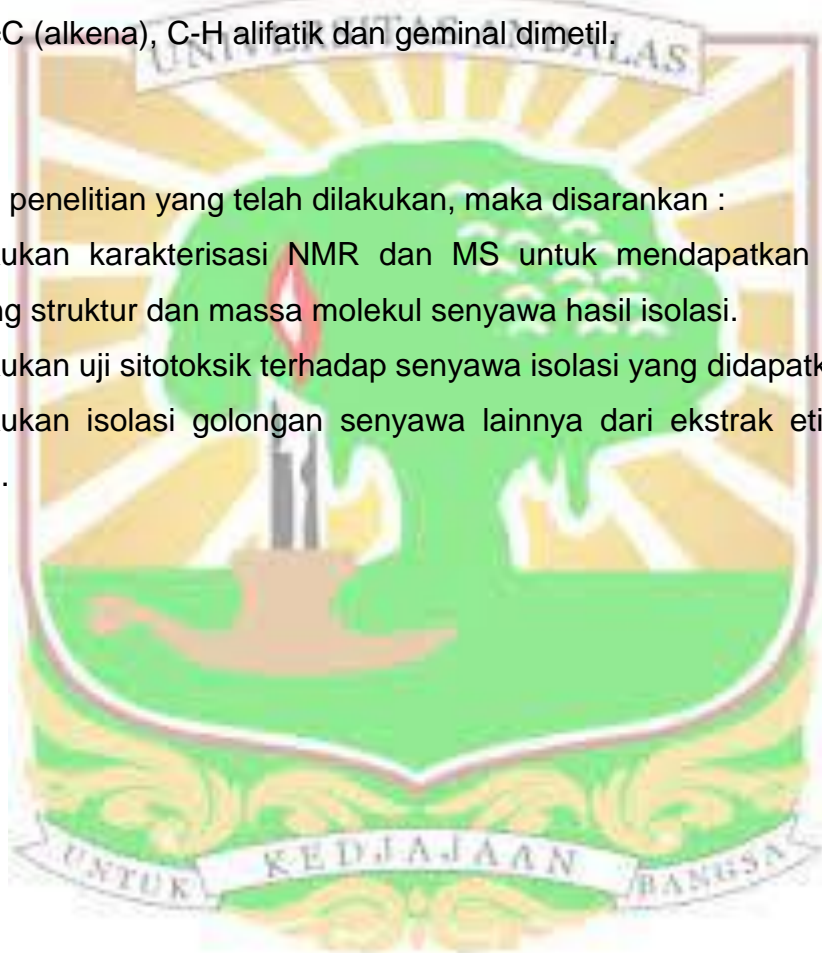 C (alkena), C-H alifatik dan geminal dimetil.
UNIVERSITAS ANDALAS
penelitian yang telah dilakukan, maka disarankan :
ukan karakterisasi NMR dan MS untuk mendapatkan
ng struktur dan massa molekul senyawa hasil isolasi.
ukan uji sitotoksik terhadap senyawa isolasi yang didapatk
ukan isolasi golongan senyawa lainnya dari ekstrak eti
.
UNTUK KEDJAJAAN BANGSA